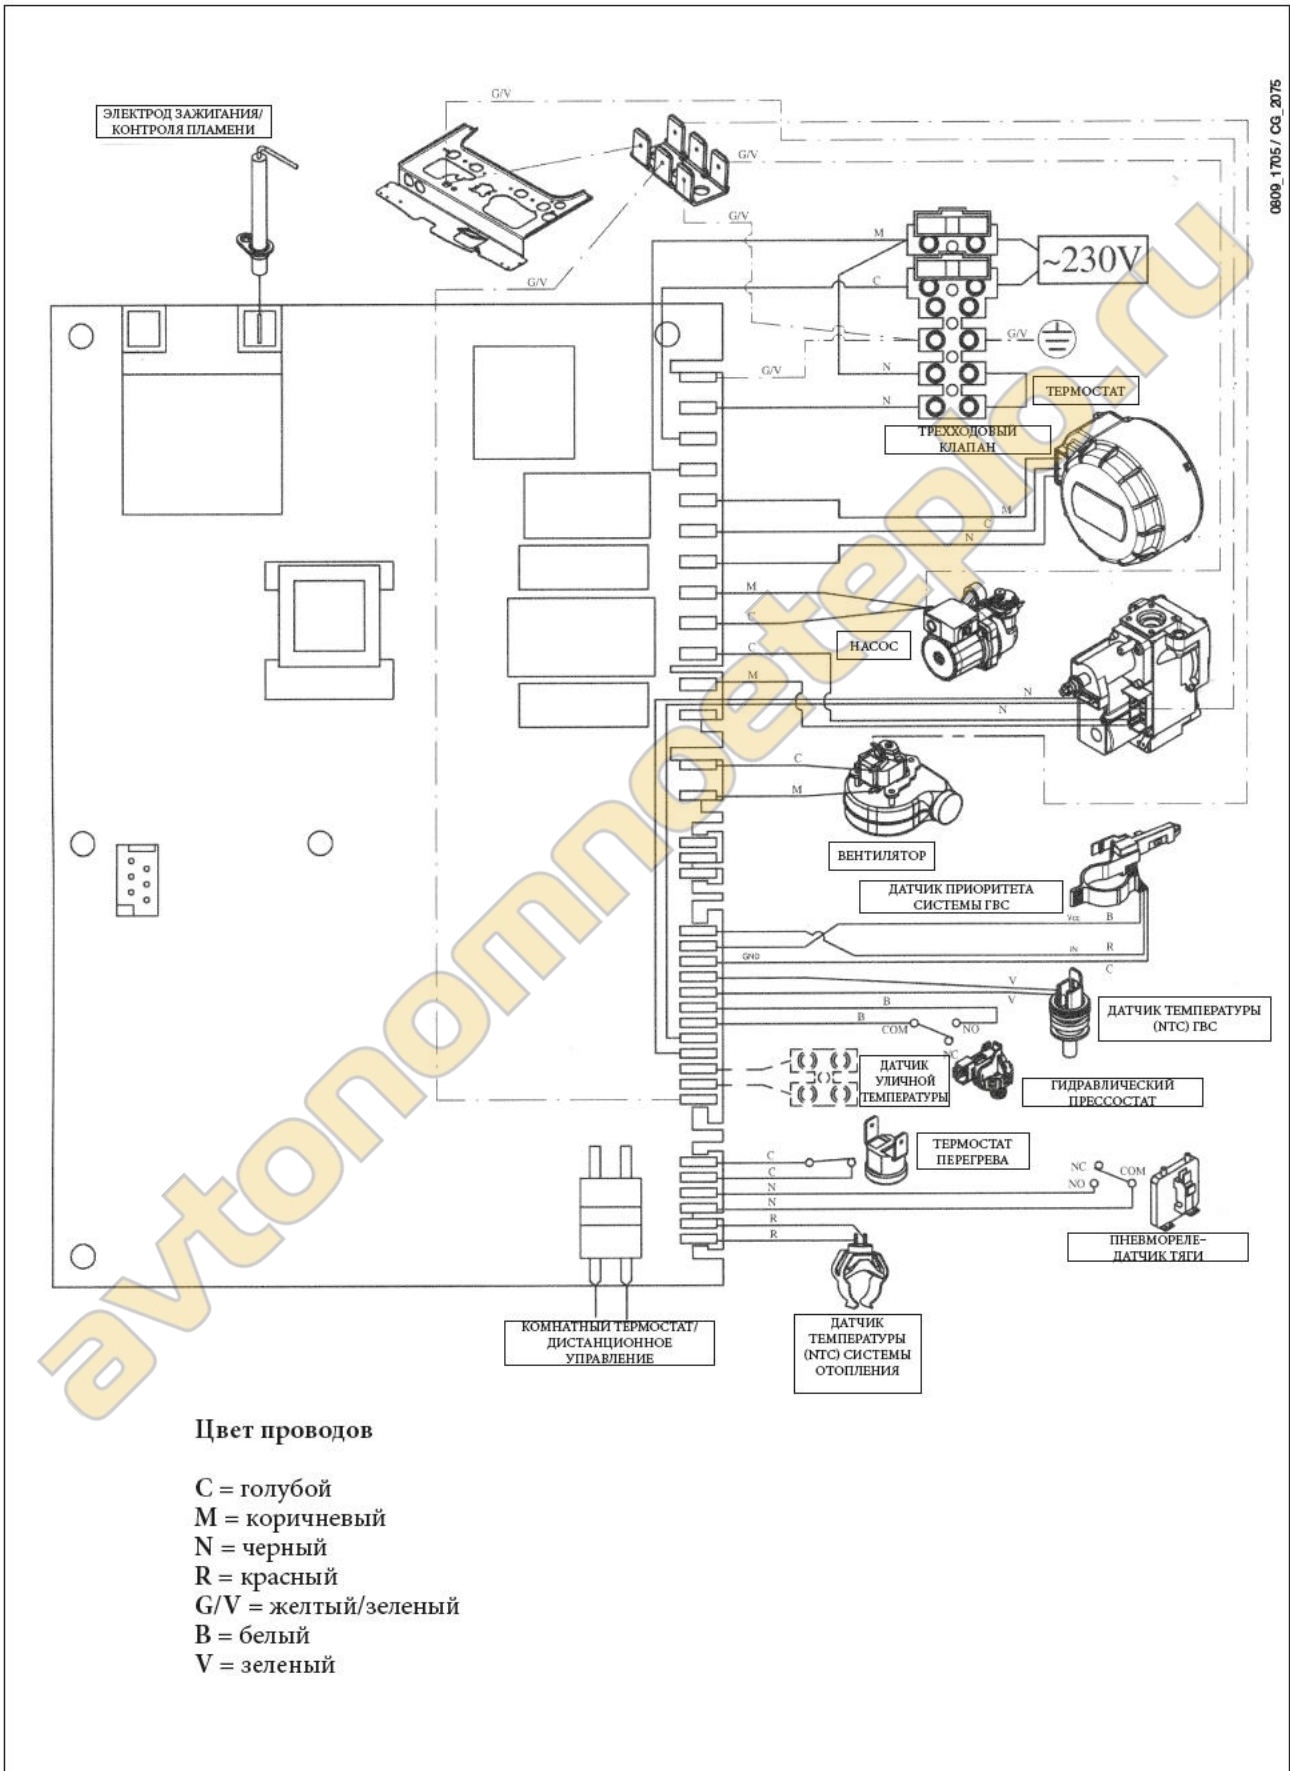 0809_1705 / CG_2075
G/V
ЭЛЕКТРОД ЗАЖИГАНИЯ/
КОНТРОЛЯ ПЛАМЕНИ
G/V
G/V
G/V
M
~230V
C
G/V
G/V
N
ТЕРМОСТАТ
N
ТРЕХХОДОВЫЙ
КЛАПАН
M
C
N
M
C
НАСОС
C
M
N
N
C
M
ВЕНТИЛЯТОР
ДАТЧИК ПРИОРИТЕТА
СИСТЕМЫ ГВС
Vcc B
IN R
GND
C
V
V
ДАТЧИК ТЕМПЕРАТУРЫ
(NTC) ГВС
B
B
COM
NO
NC
ДАТЧИК
УЛИЧНОЙ
ТЕМПЕРАТУРЫ
ГИДРАВЛИЧЕСКИЙ
ПРЕССОСТАТ
ТЕРМОСТАТ
ПЕРЕГРЕВА
C
C
N
N
R
R
NC
COM
NO
ПНЕВМОРЕЛЕ-
ДАТЧИК ТЯГИ
КОМНАТНЫЙ ТЕРМОСТАТ/
ДИСТАНЦИОННОЕ
УПРАВЛЕНИЕ
ДАТЧИК
ТЕМПЕРАТУРЫ
(NTC) СИСТЕМЫ
ОТОПЛЕНИЯ
avtonomnoeteplo.ru
Цвет проводов
C = голубой
M = коричневый
N = черный
R = красный
G/V = желтый/зеленый
B = белый
V = зеленый